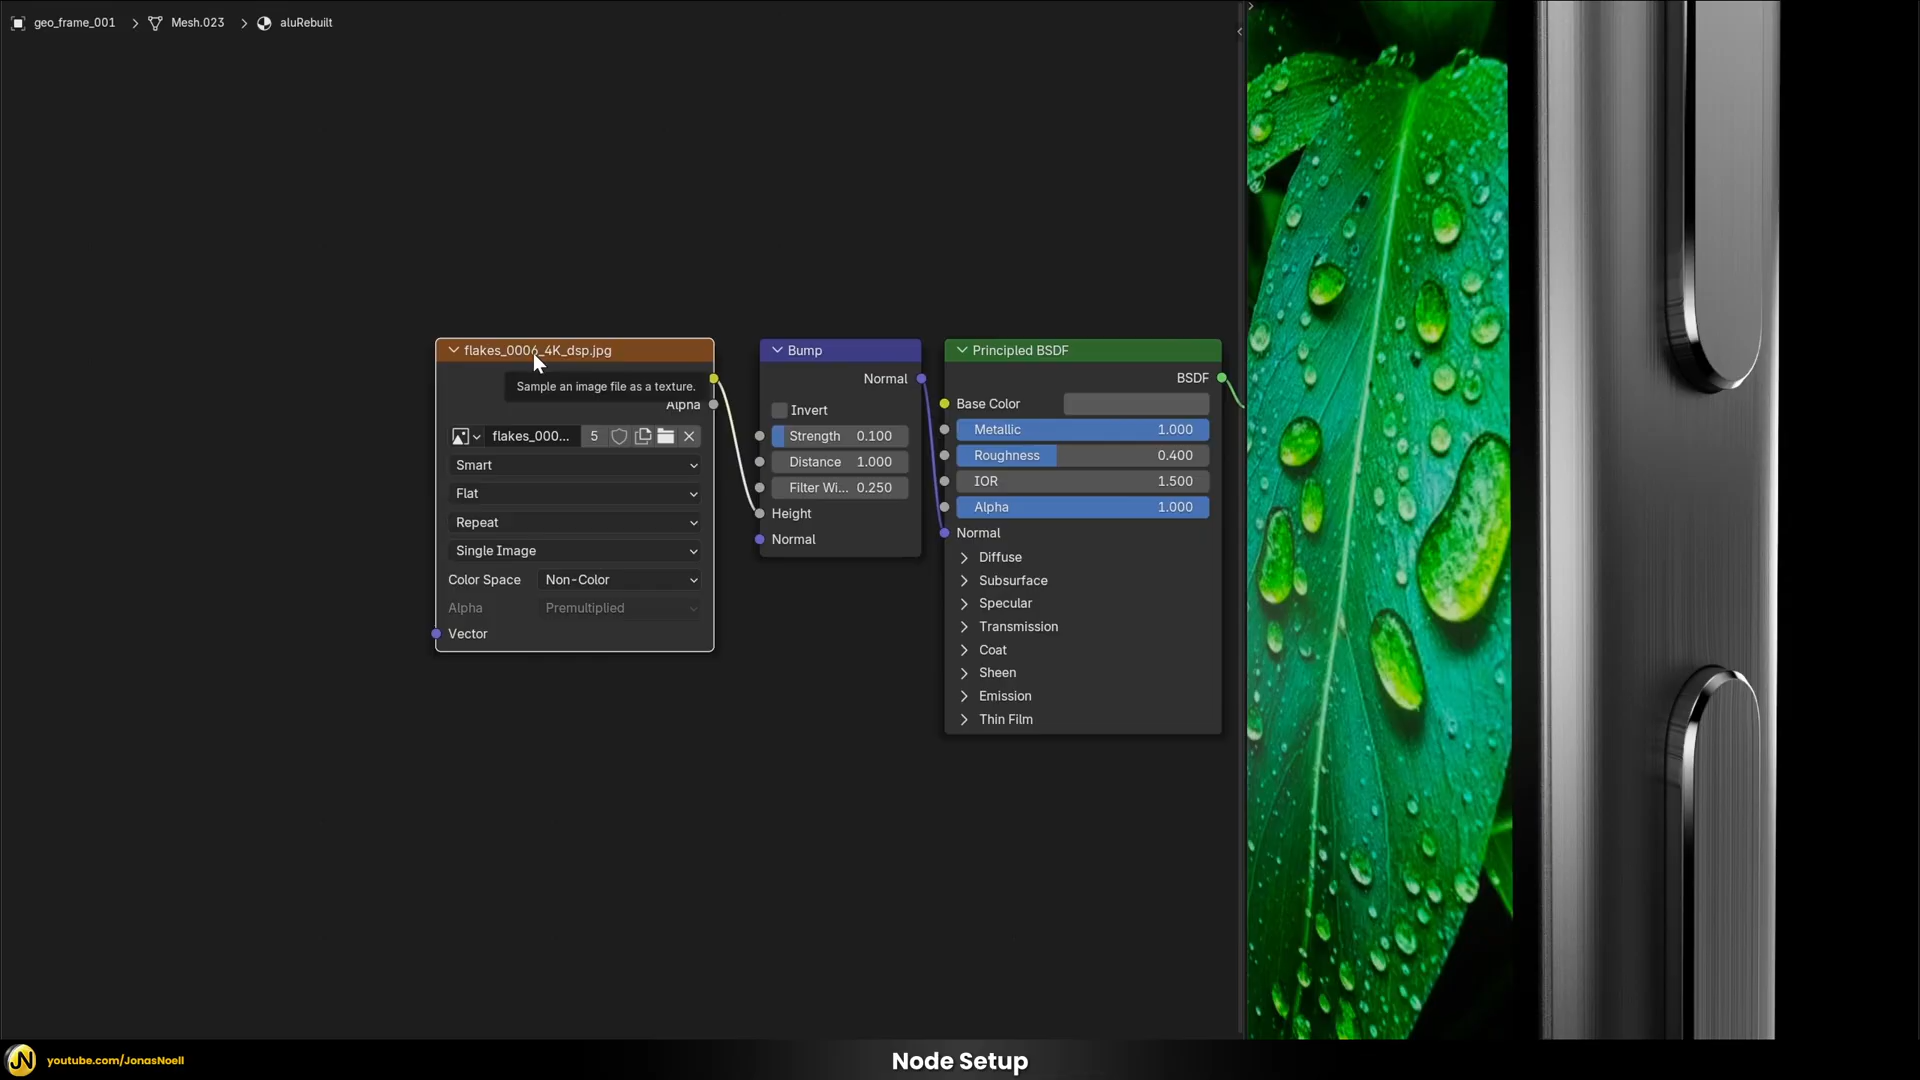 geo_frame_001 > Mesh.023 > aluRebuilt
flakes_0006_4K_dsp.jpg
Sample an image file as a texture.
Alpha
flakes_000... 5
Smart
Flat
Repeat
Single Image
Color Space Non-Color
Alpha Premultiplied
Vector
Bump
Normal
Invert
Strength 0.100
Distance 1.000
Filter Wi... 0.250
Height
Normal
Principled BSDF
BSDF
Base Color
Metallic 1.000
Roughness 0.400
IOR 1.500
Alpha 1.000
Normal
Diffuse
Subsurface
Specular
Transmission
Coat
Sheen
Emission
Thin Film
JN youtube.com/JonasNoell
Node Setup